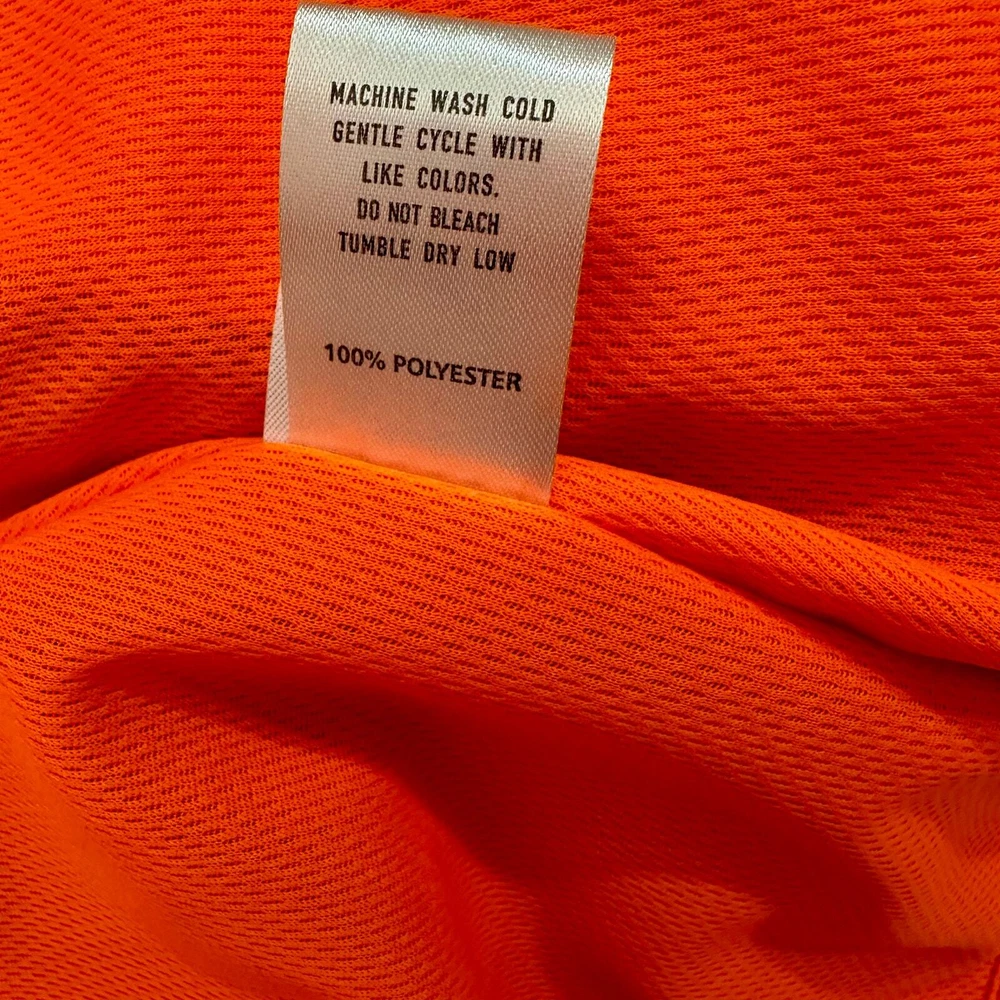 MACHINE WASH COLD
GENTLE CYCLE WITH
LIKE COLORS.
DO NOT BLEACH
TUMBLE DRY LOW
100% POLYESTER